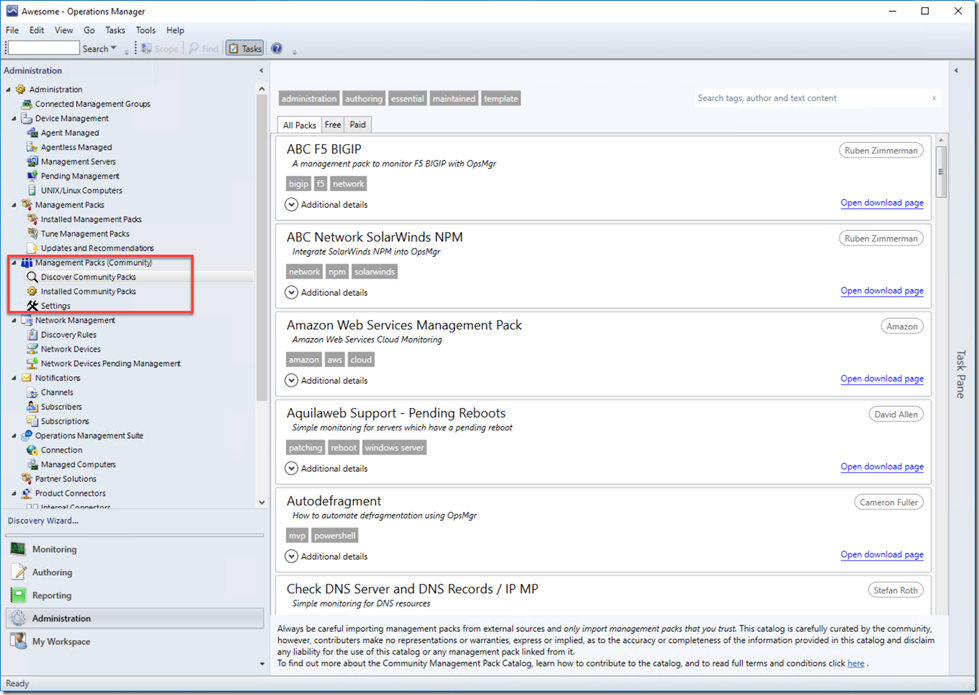 Awesome - Operations Manager
File Edit View Go Tasks Tools Help
Search Scope Find Tasks
Administration
Administration
Connected Management Groups
Device Management
Agent Managed
Agentless Managed
Management Servers
Pending Management
UNIX/Linux Computers
Management Packs
Installed Management Packs
Tune Management Packs
Updates and Recommendations
Management Packs (Community)
Discover Community Packs
Installed Community Packs
Settings
Network Management
Discovery Rules
Network Devices
Network Devices Pending Management
Notifications
Channels
Subscribers
Subscriptions
Operations Management Suite
Connection
Managed Computers
Partner Solutions
Product Connectors
Internal Connectors
Discovery Wizard...
Monitoring
Authoring
Reporting
Administration
My Workspace
administration authoring essential maintained template
Search tags, author and text content x
All Packs Free Paid
ABC F5 BIGIP Ruben Zimmerman
A management pack to monitor F5 BIGIP with OpsMgr
bigip f5 network
Additional details Open download page
ABC Network SolarWinds NPM Ruben Zimmerman
Integrate SolarWinds NPM into OpsMgr
network npm solarwinds
Additional details Open download page
Amazon Web Services Management Pack Amazon
Amazon Web Services Cloud Monitoring
amazon aws cloud
Additional details Open download page
Aquilaweb Support - Pending Reboots David Allen
Simple monitoring for servers which have a pending reboot
patching reboot windows server
Additional details Open download page
Autodefragment Cameron Fuller
How to automate defragmentation using OpsMgr
mvp powershell
Additional details Open download page
Check DNS Server and DNS Records / IP MP Stefan Roth
Simple monitoring for DNS resources
Always be careful importing management packs from external sources and only import management packs that you trust. This catalog is carefully curated by the community,
however, contributers make no representations or warranties, express or implied, as to the accuracy or completeness of the information provided in this catalog and disclaim
any liability for the use of this catalog or any management pack linked from it.
To find out more about the Community Management Pack Catalog, learn how to contribute to the catalog, and to read full terms and conditions click here .
Task Pane
Ready